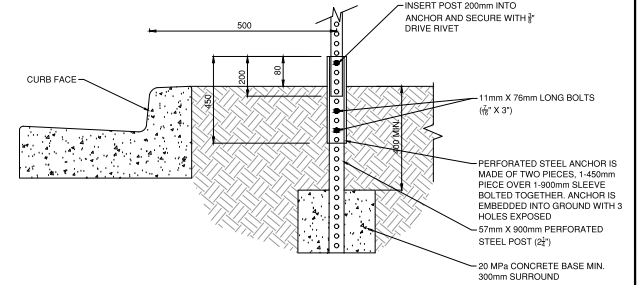 INSERT POST 200mm INTO
ANCHOR AND SECURE WITH 3/8"
DRIVE RIVET
500
CURB FACE
80
200
450
400 MIN.
11mm X 76mm LONG BOLTS
(7/16" X 3")
PERFORATED STEEL ANCHOR IS
MADE OF TWO PIECES, 1-450mm
PIECE OVER 1-900mm SLEEVE
BOLTED TOGETHER. ANCHOR IS
EMBEDDED INTO GROUND WITH 3
HOLES EXPOSED
57mm X 900mm PERFORATED
STEEL POST (2¼")
20 MPa CONCRETE BASE MIN.
300mm SURROUND